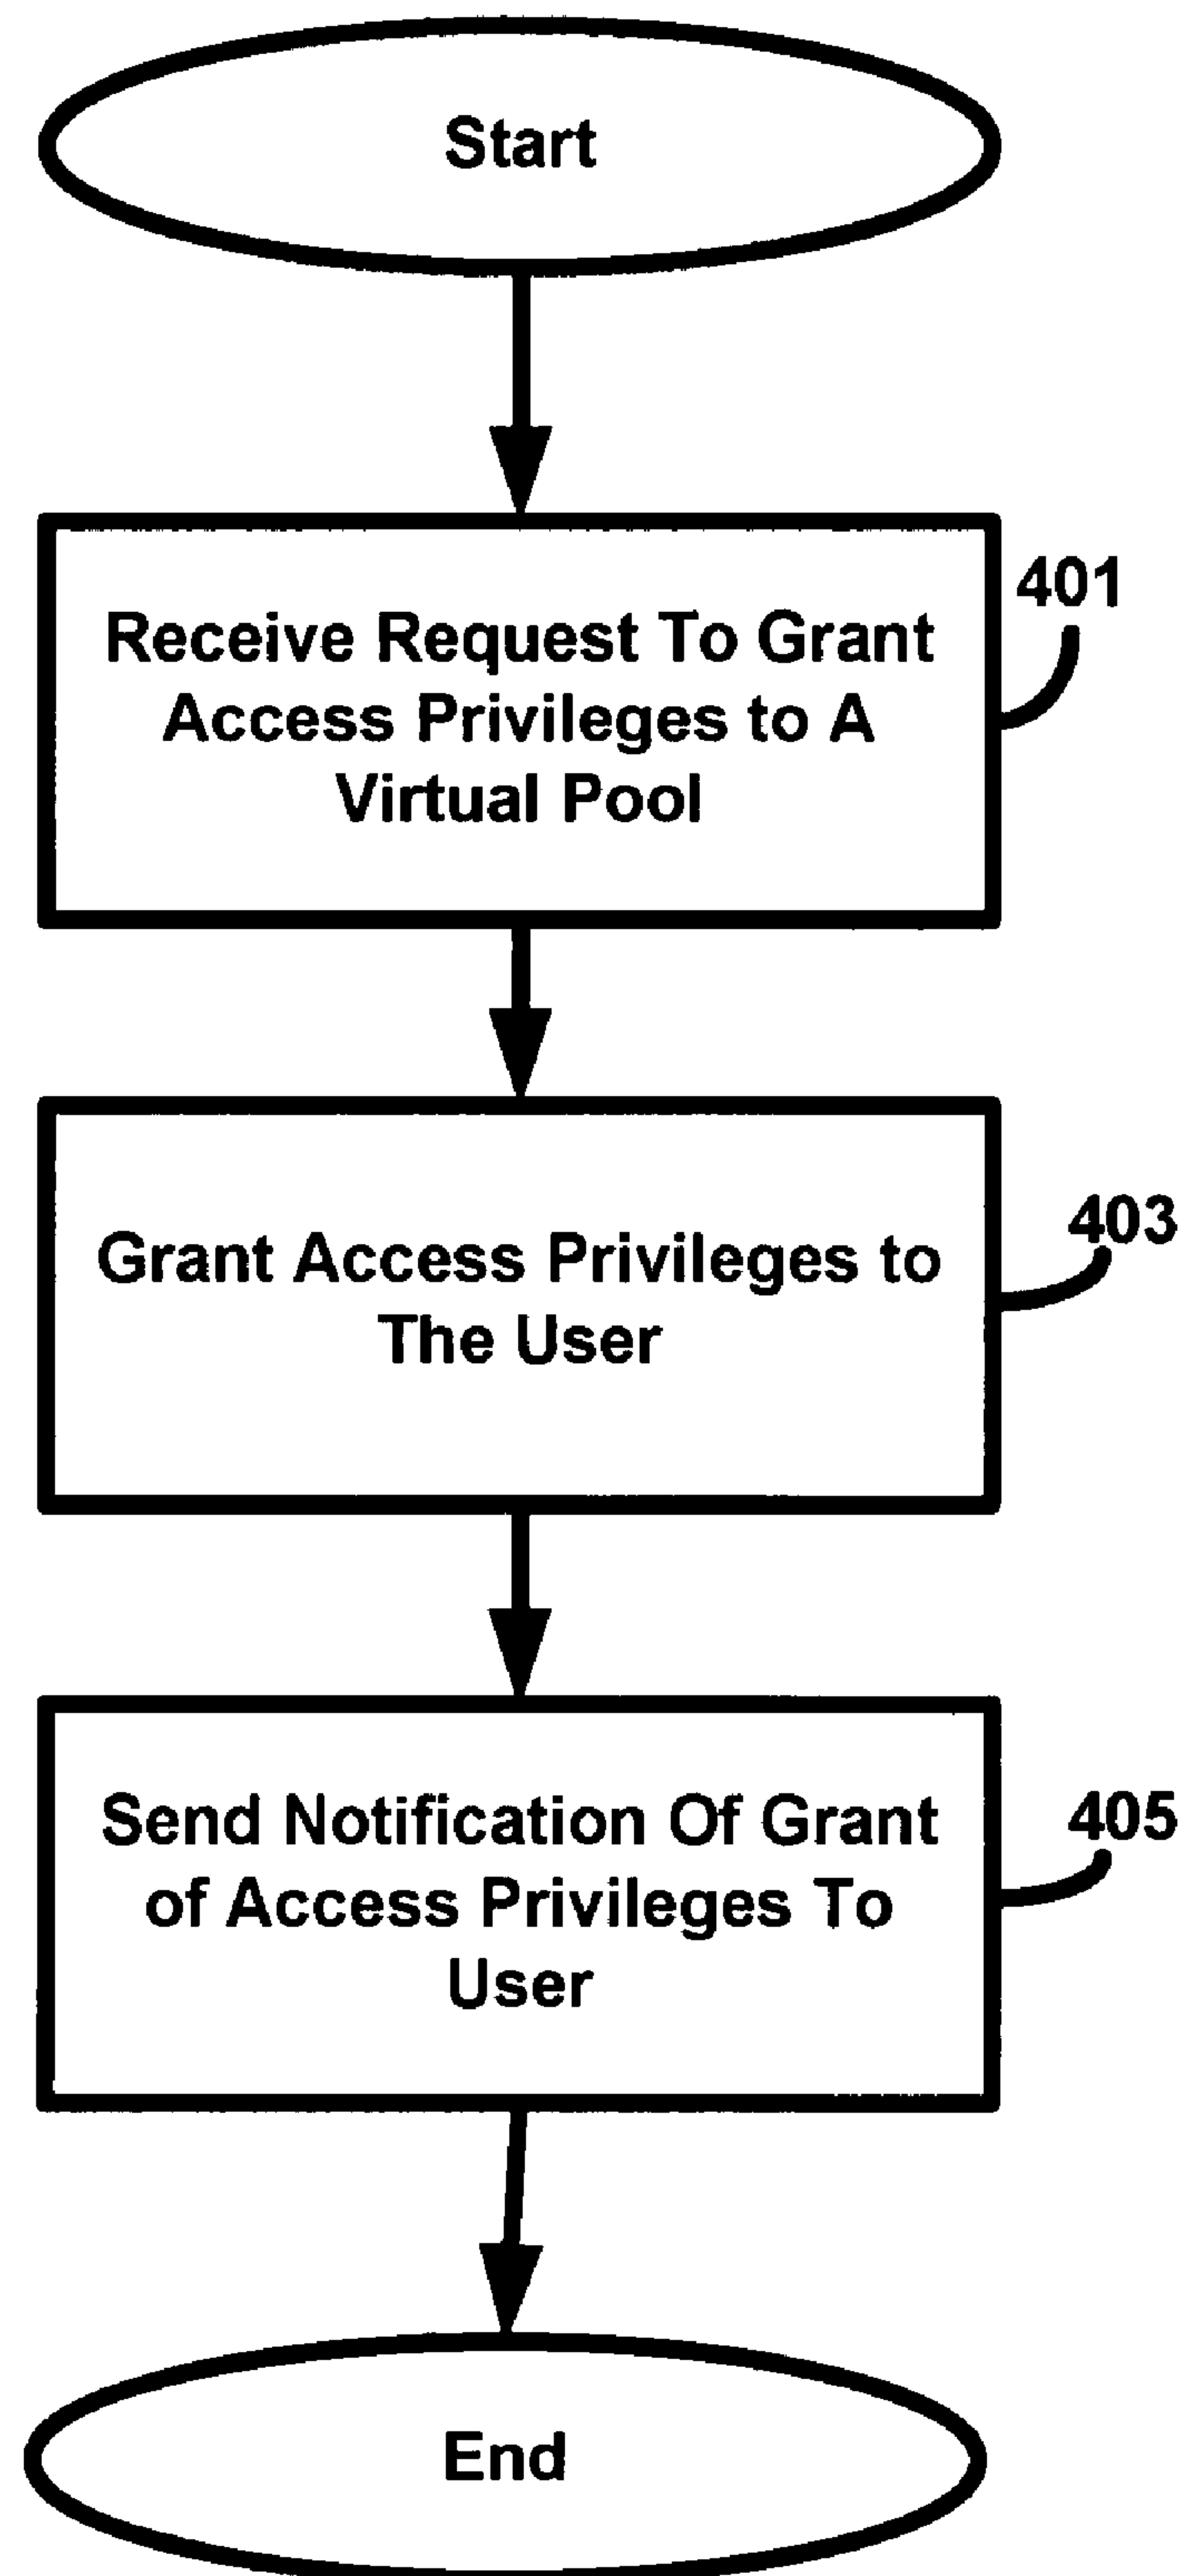 Start
Receive Request To Grant
Access Privileges to A
Virtual Pool
401
Grant Access Privileges to
The User
403
Send Notification Of Grant
of Access Privileges To
User
405
End